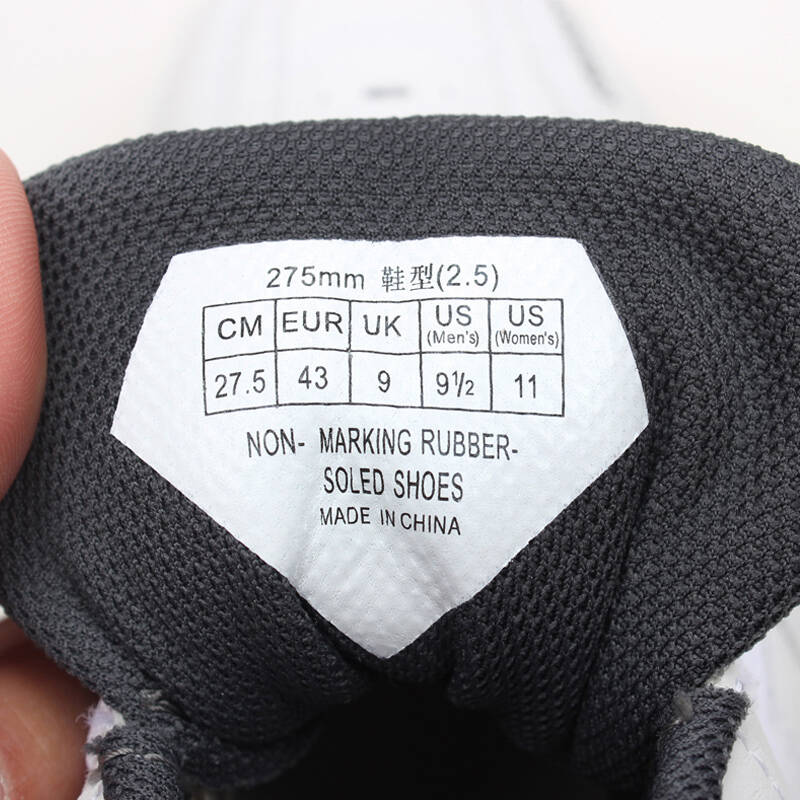 275mm 鞋型(2.5)
CM EUR UK US (Men's) US (Women's)
27.5 43 9 9½ 11
NON- MARKING RUBBER-
SOLED SHOES
MADE IN CHINA